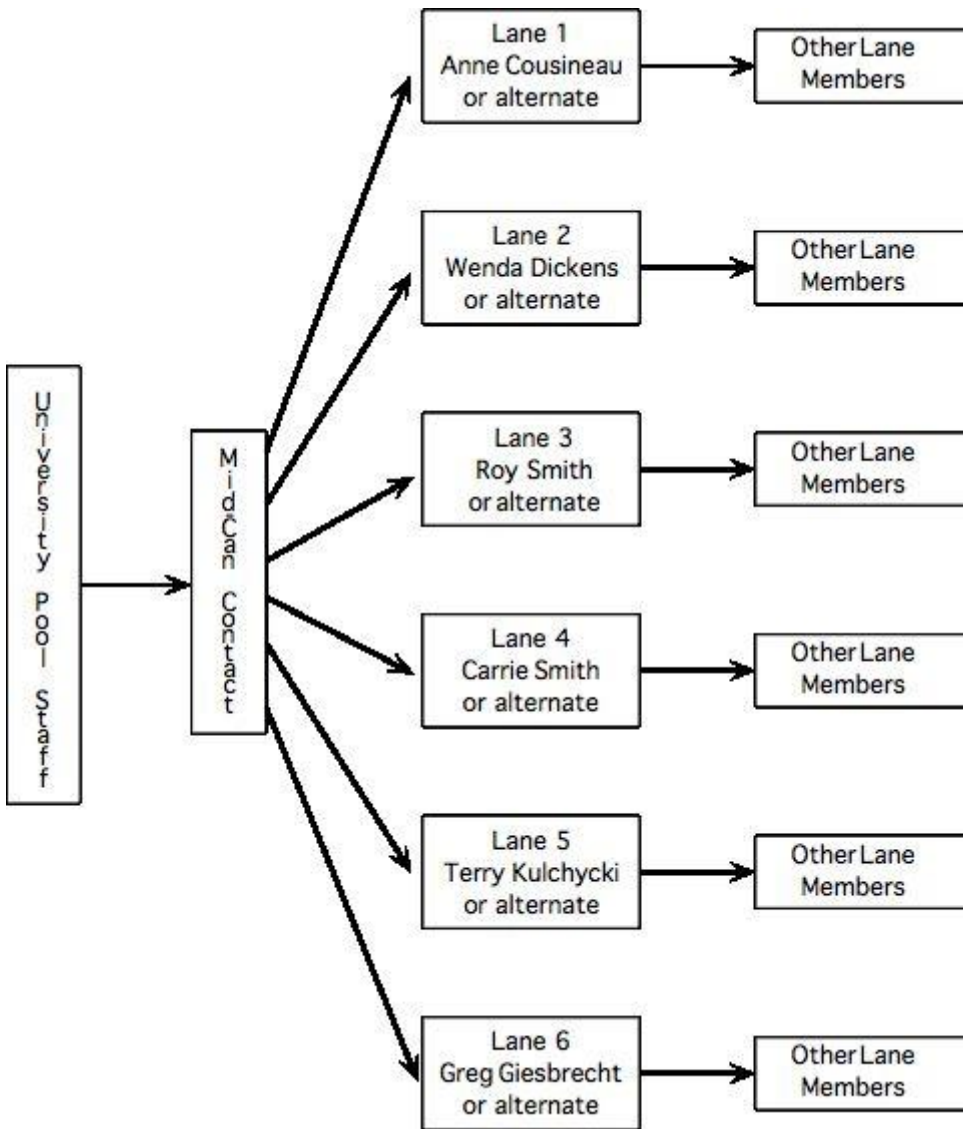 University Pool Staff
Mid-Can Contact
Lane 1
Anne Cousineau
or alternate
Other Lane
Members
Lane 2
Wenda Dickens
or alternate
Other Lane
Members
Lane 3
Roy Smith
or alternate
Other Lane
Members
Lane 4
Carrie Smith
or alternate
Other Lane
Members
Lane 5
Terry Kulchycki
or alternate
Other Lane
Members
Lane 6
Greg Giesbrecht
or alternate
Other Lane
Members